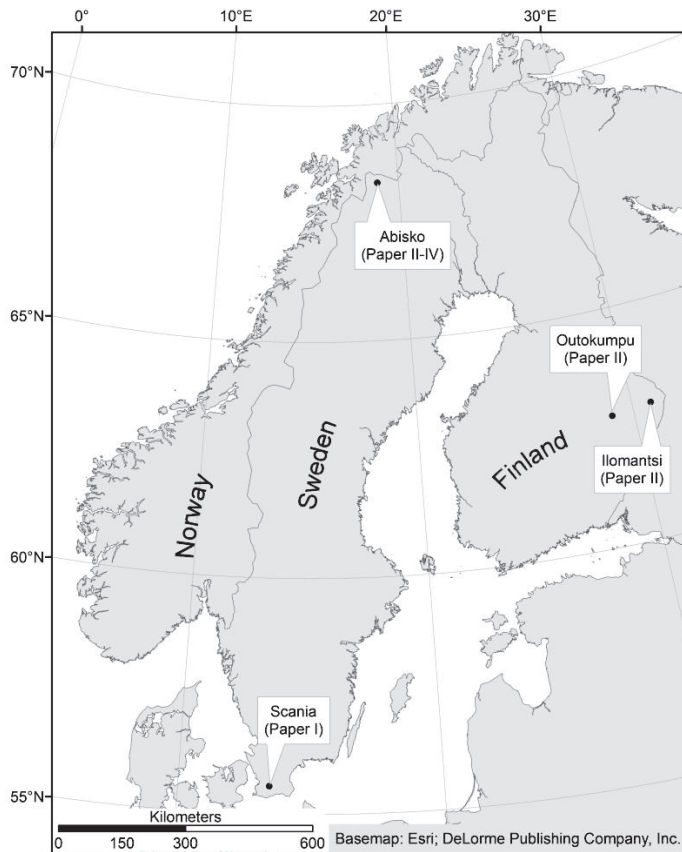 0° 10°E 20°E 30°E
70°N
Abisko
(Paper II-IV)
65°N
Outokumpu
(Paper II)
Ilomantsi
(Paper II)
Finland
Sweden
Norway
60°N
Scania
(Paper I)
55°N
Kilometers
0 150 300 600
Basemap: Esri; DeLorme Publishing Company, Inc.